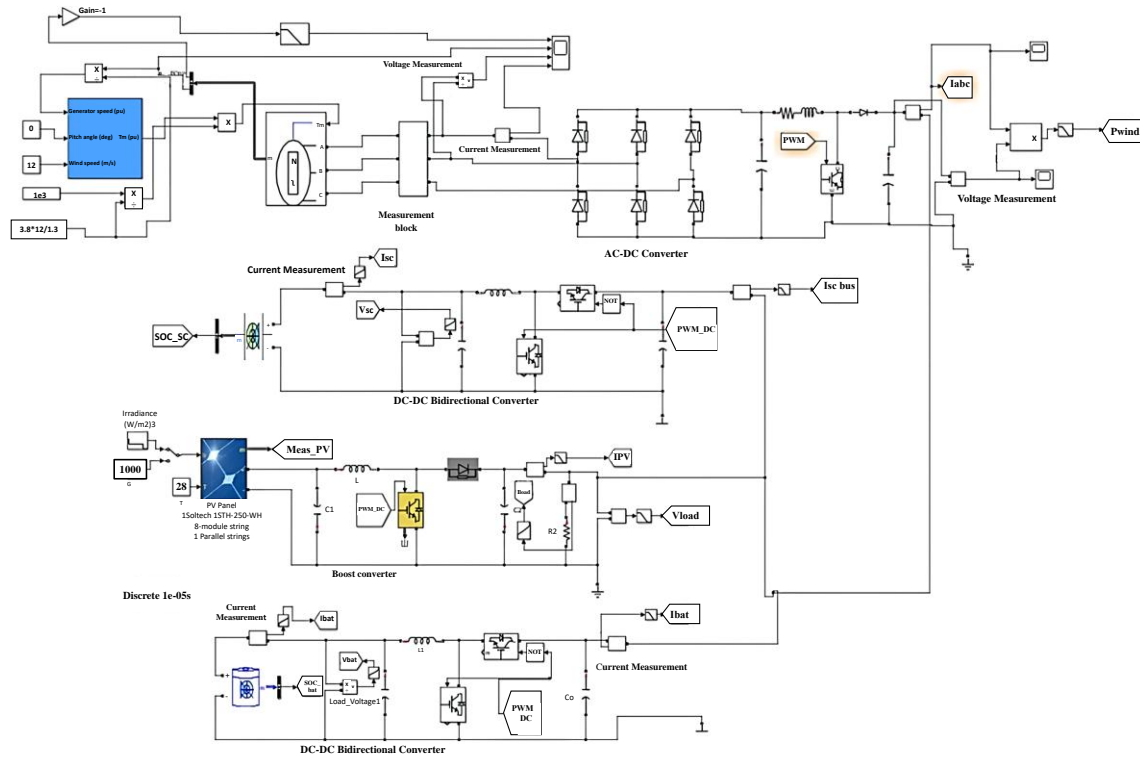 Gain=-1
Voltage Measurement
Generator speed (pu)
Pitch angle (deg)
Tm (pu)
Wind speed (m/s)
0
12
1e3
3.8*12/1.3
X
÷
X
÷
X
Tm
m
A
B
C
N
Measurement
block
Current Measurement
AC-DC Converter
PWM
Iabc
X
Pwind
Voltage Measurement
Current Measurement
Isc
Vsc
SOC_SC
m
+
-
NOT
PWM_DC
Isc bus
DC-DC Bidirectional Converter
Irradiance
(W/m2)3
1000
G
28
T
PV Panel
1Soltech 1STH-250-WH
8-module string
1 Parallel strings
Meas_PV
L
C1
PWM_DC
C2
R2
IPV
Vload
Boost converter
Discrete 1e-05s
Current
Measurement
Ibat
Vbat
SOC_
bat
Load_Voltage1
L1
NOT
PWM
DC
Co
Ibat
Current Measurement
+
-
m
DC-DC Bidirectional Converter